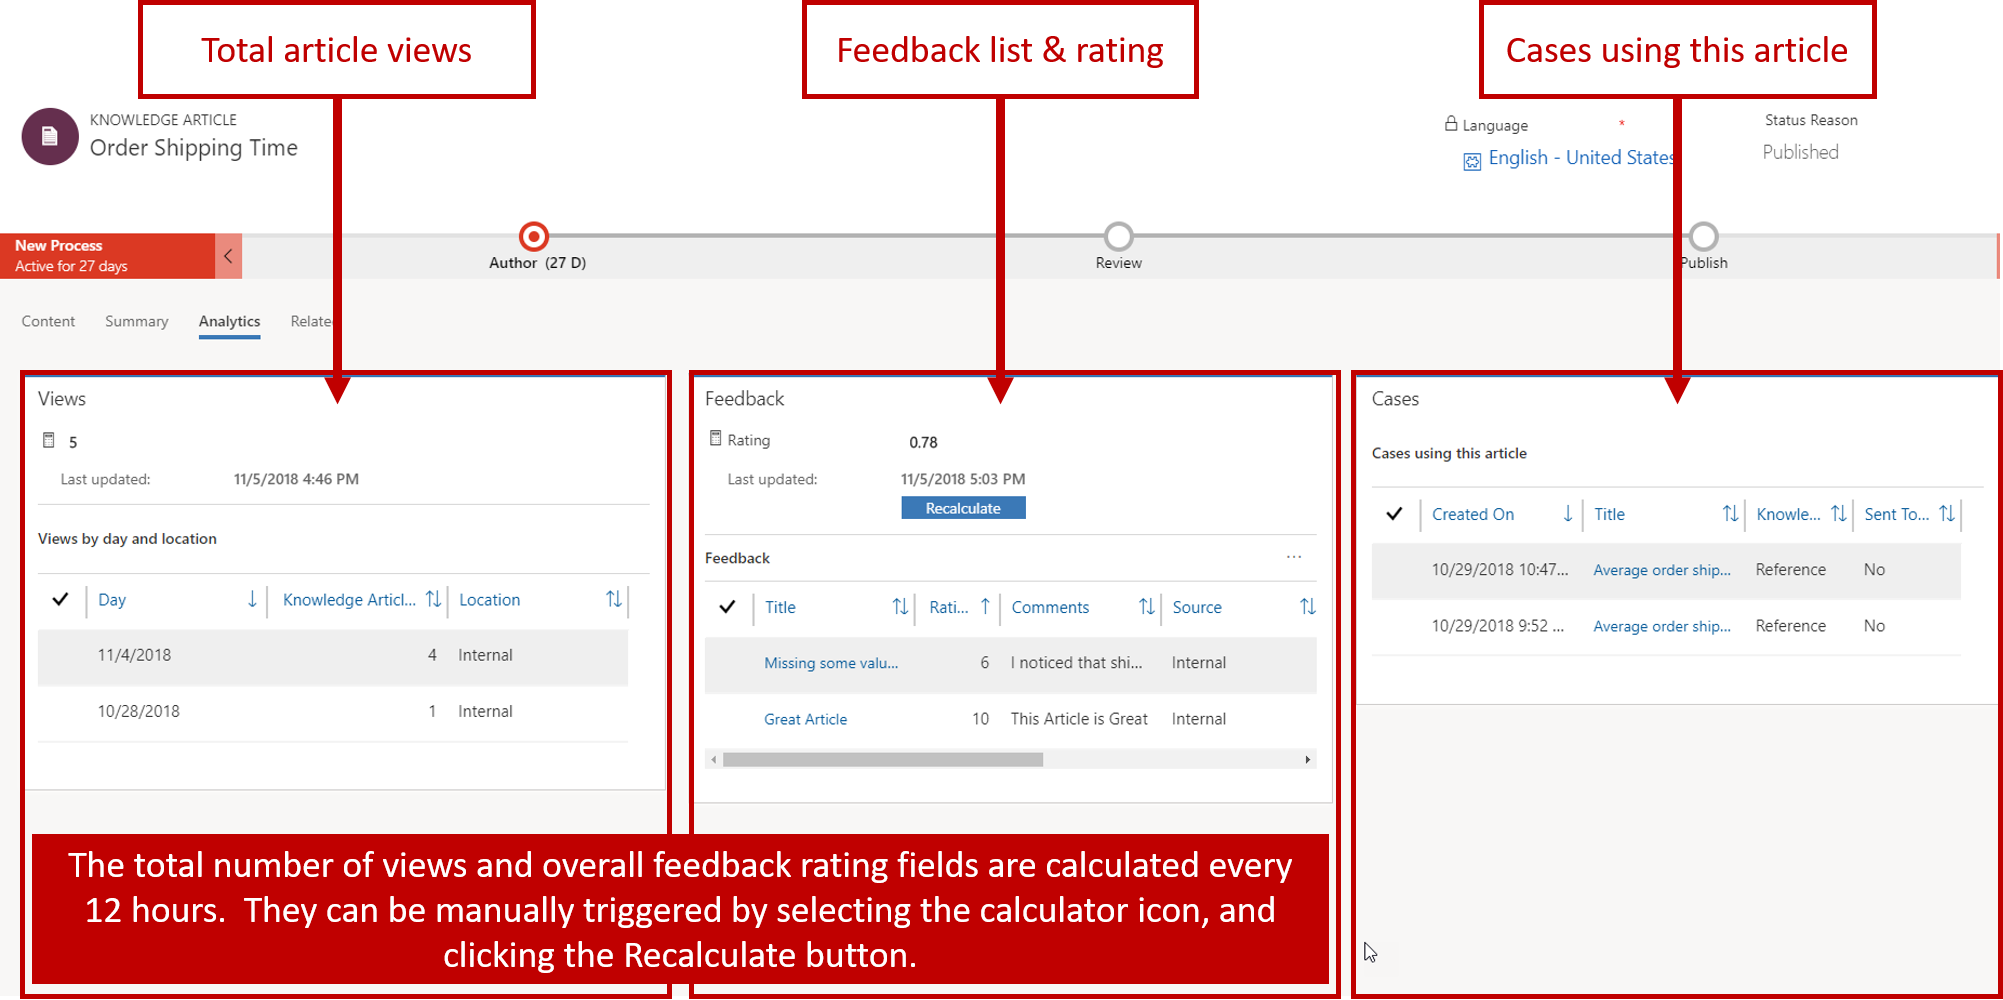 Total article views
Feedback list & rating
Cases using this article
KNOWLEDGE ARTICLE
Order Shipping Time
Language *
English - United States
Status Reason
Published
New Process
Active for 27 days
Author (27 D)
Review
Publish
Content Summary Analytics Relate
Views
5
Last updated: 11/5/2018 4:46 PM
Views by day and location
Day Knowledge Articl... Location
11/4/2018 4 Internal
10/28/2018 1 Internal
Feedback
Rating 0.78
Last updated: 11/5/2018 5:03 PM
Recalculate
Feedback ...
Title Rati... Comments Source
Missing some valu... 6 I noticed that shi... Internal
Great Article 10 This Article is Great Internal
Cases
Cases using this article
Created On Title Knowle... Sent To...
10/29/2018 10:47... Average order ship... Reference No
10/29/2018 9:52 ... Average order ship... Reference No
The total number of views and overall feedback rating fields are calculated every
12 hours.  They can be manually triggered by selecting the calculator icon, and
clicking the Recalculate button.